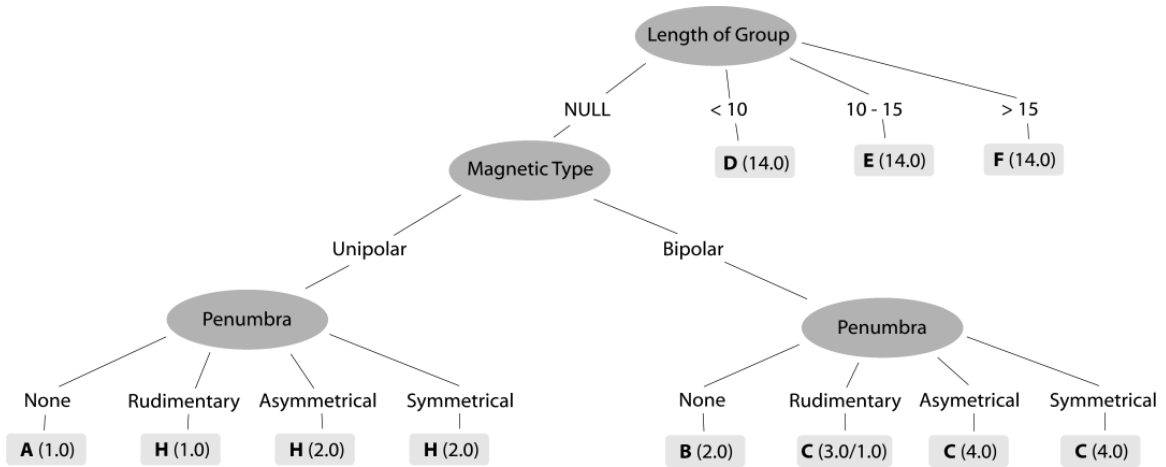 Length of Group
NULL
< 10
10 - 15
> 15
D (14.0)
E (14.0)
F (14.0)
Magnetic Type
Unipolar
Bipolar
Penumbra
Penumbra
None
Rudimentary
Asymmetrical
Symmetrical
None
Rudimentary
Asymetrical
Symmetrical
A (1.0)
H (1.0)
H (2.0)
H (2.0)
B (2.0)
C (3.0/1.0)
C (4.0)
C (4.0)